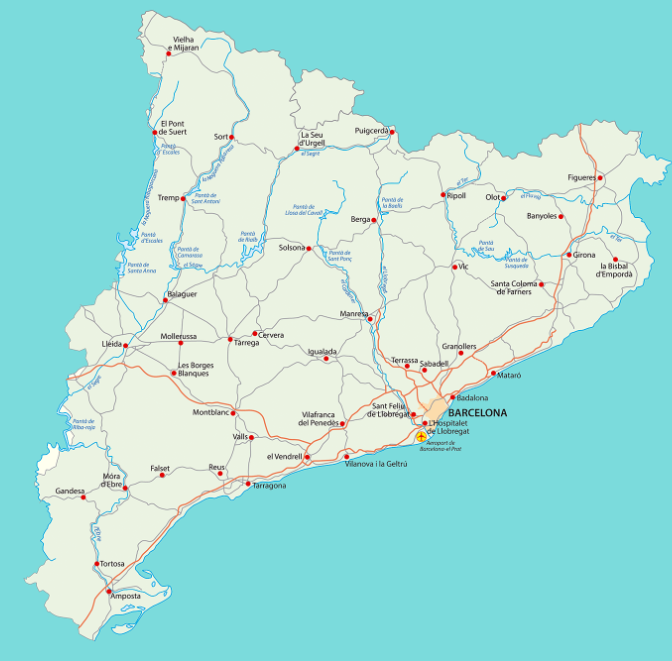 Vielha
e Mijaran
El Pont
de Suert
Sort
La Seu
d'Urgell
Puigcerdà
el Segre
Pantà
d'Escales
Tremp
Pantà de
Sant Antoni
Pantà de
Llosa del Cavall
Pantà de
la Baells
Berga
Ripoll
el Ter
Olot
Figueres
Banyoles
Pantà
d'Escales
Pantà
de Rialb
Pantà de
Camarasa
el Segre
Pantà de
Santa Anna
Solsona
Pantà de
Sant Ponç
Pantà de
Sau
Pantà de
Susqueda
el Ter
Girona
la Bisbal
d'Empordà
Vic
Santa Coloma
de Farners
Balaguer
Manresa
Lleida
Mollerussa
Cervera
Tàrrega
Igualada
Granollers
Terrassa
Sabadell
Mataró
Les Borges
Blanques
el Segre
Badalona
Montblanc
Vilafranca
del Penedès
Sant Feliu
de Llobregat
BARCELONA
L'Hospitalet
de Llobregat
Pantà de
Riba-roja
Valls
Aeroport de
Barcelona-el Prat
el Vendrell
Vilanova i la Geltrú
Falset
Reus
Tarragona
Móra
d'Ebre
Gandesa
l'Ebre
Tortosa
Amposta